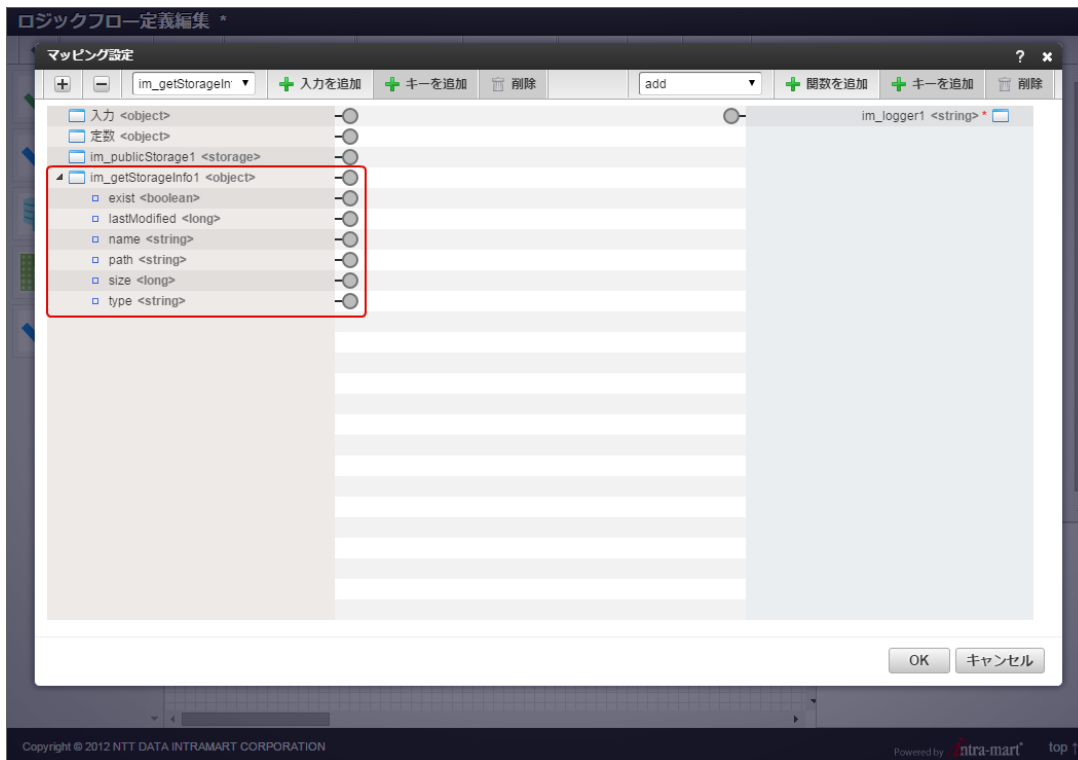 ロジックフロー定義編集 *
マッピング設定 ?
im_getStorageIn 入力を追加 キーを追加 削除 add 関数を追加 キーを追加 削除
入力 <object> im_logger1 <string> *
定数 <object>
im_publicStorage1 <storage>
im_getStorageInfo1 <object>
exist <boolean>
lastModified <long>
name <string>
path <string>
size <long>
type <string>
OK キャンセル
Copyright © 2012 NTT DATA INTRAMART CORPORATION Powered by intra-mart top ↑